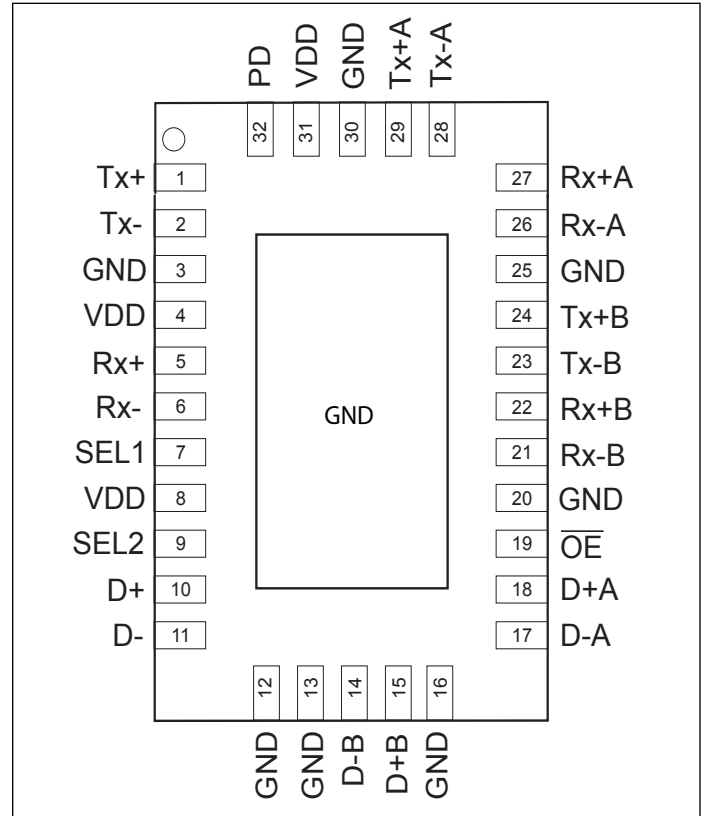 PD VDD GND Tx+A Tx-A
32 31 30 29 28
Tx+ 1 27 Rx+A
Tx- 2 26 Rx-A
GND 3 25 GND
VDD 4 24 Tx+B
Rx+ 5 23 Tx-B
Rx- 6 22 Rx+B
GND
SEL1 7 21 Rx-B
VDD 8 20 GND
SEL2 9 19 O̅E̅
D+ 10 18 D+A
D- 11 17 D-A
12 13 14 15 16
GND GND D-B D+B GND